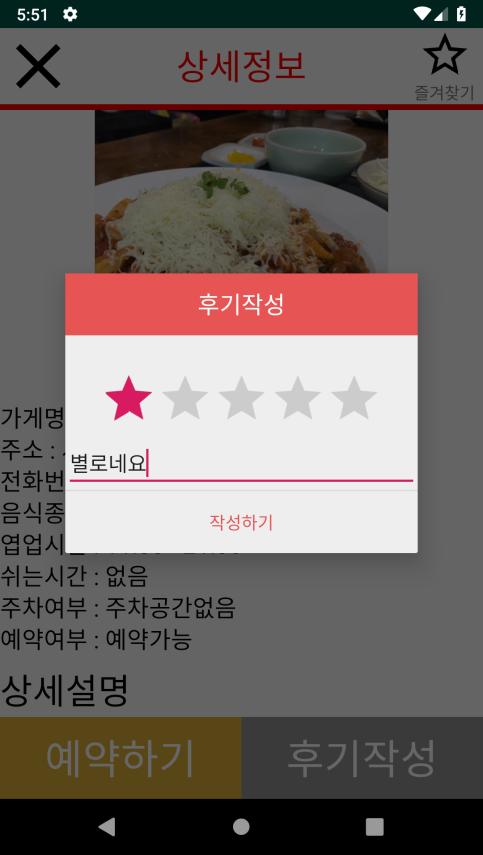 5:51
상세정보
즐겨찾기
후기작성
별로네요
작성하기
가게명
주소 :
전화번
음식종
엽업시
쉬는시간 : 없음
주차여부 : 주차공간없음
예약여부 : 예약가능
상세설명
예약하기
후기작성